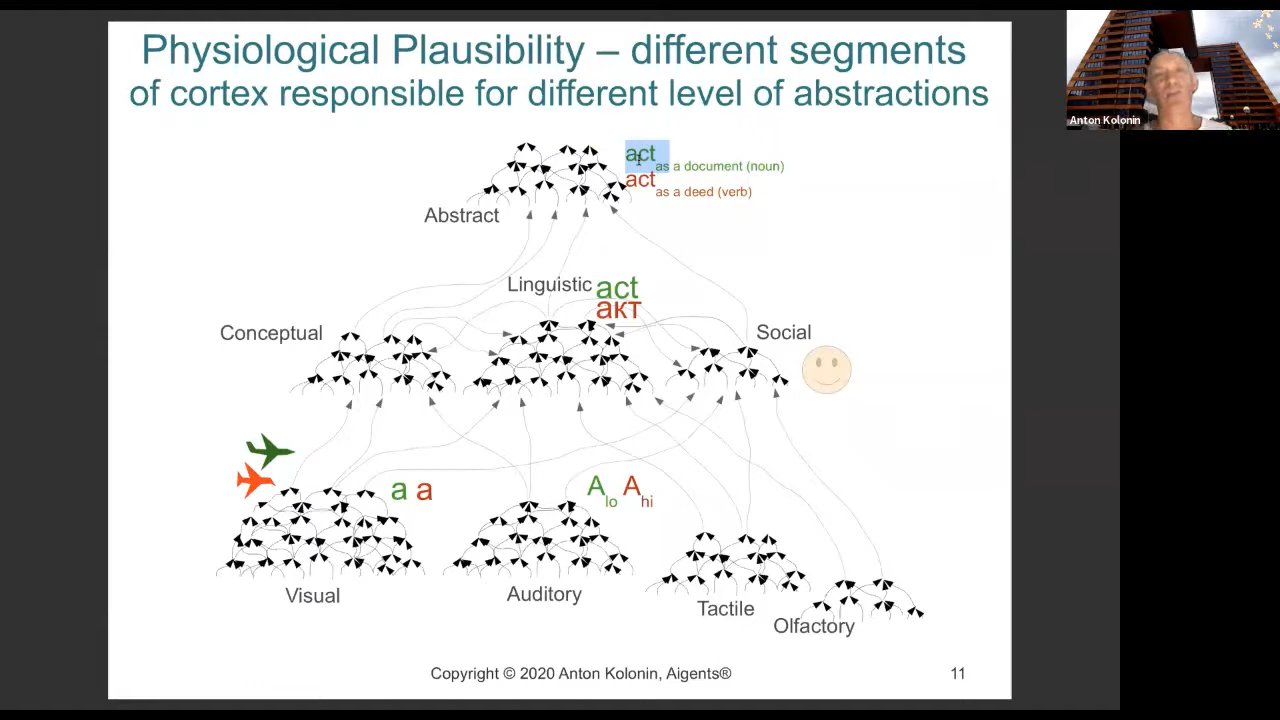 Physiological Plausibility – different segments
of cortex responsible for different level of abstractions
Anton Kolonin
act as a document (noun)
act as a deed (verb)
Abstract
Linguistic act
акт
Conceptual
Social
a a
A lo A hi
Visual
Auditory
Tactile
Olfactory
Copyright © 2020 Anton Kolonin, Aigents®
11